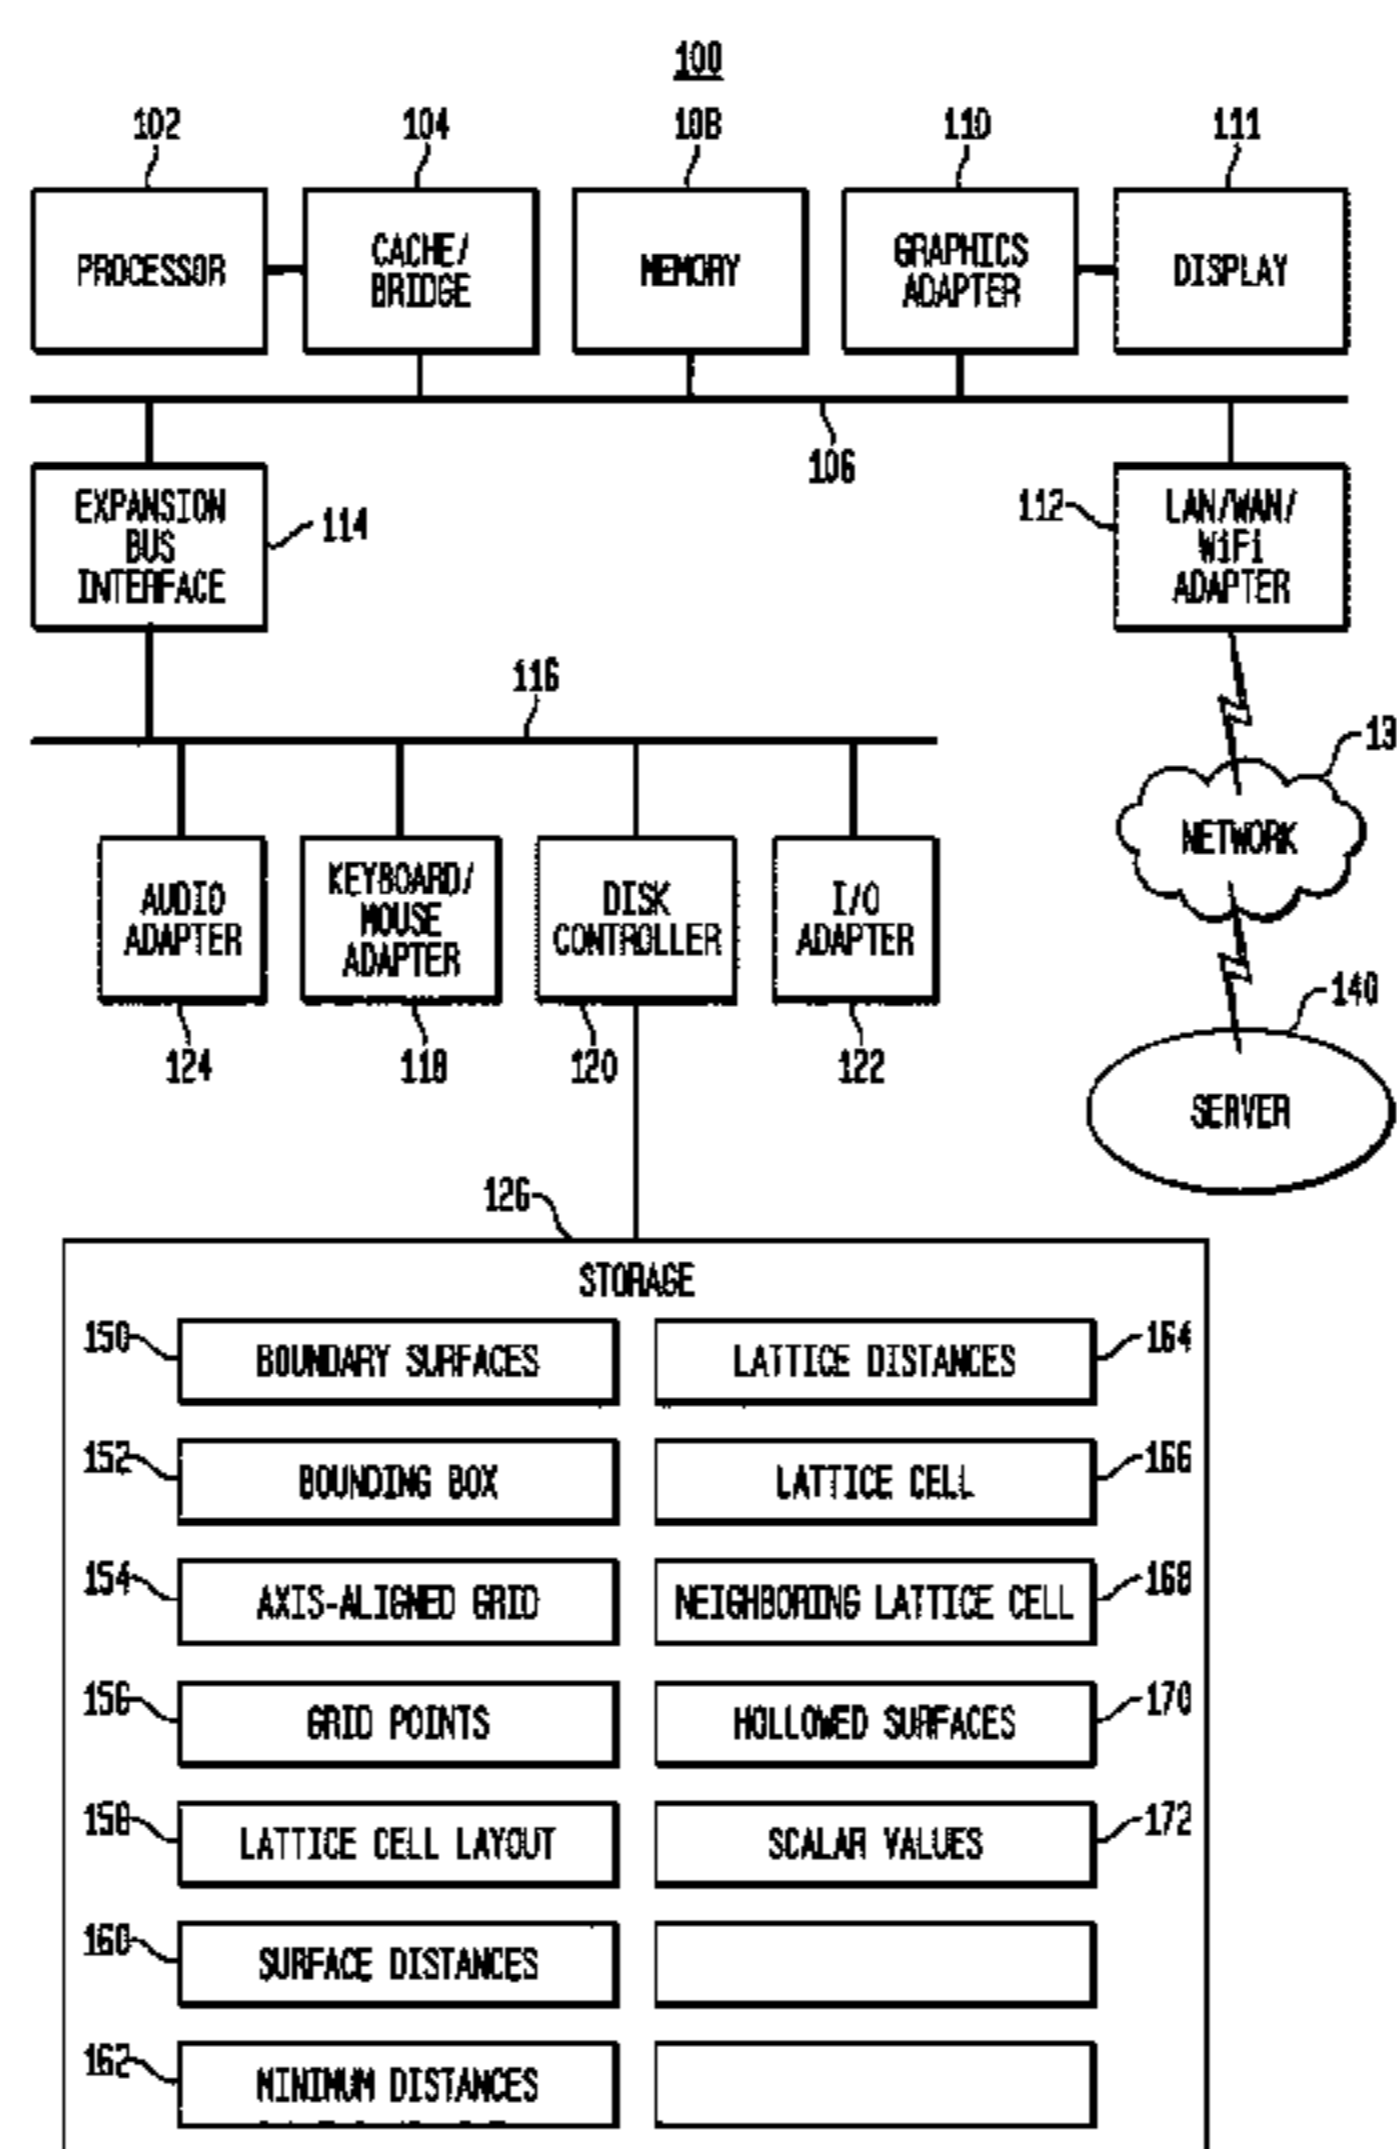 100
102
104
108
110
111
PROCESSOR
CACHE/
BRIDGE
MEMORY
GRAPHICS
ADAPTER
DISPLAY
106
EXPANSION
BUS
INTERFACE
114
112
LAN/WAN/
WiFi
ADAPTER
116
13
NETWORK
AUDIO
ADAPTER
KEYBOARD/
MOUSE
ADAPTER
DISK
CONTROLLER
I/O
ADAPTER
124
118
120
122
140
SERVER
126
STORAGE
150
BOUNDARY SURFACES
LATTICE DISTANCES
164
152
BOUNDING BOX
LATTICE CELL
166
154
AXIS-ALIGNED GRID
NEIGHBORING LATTICE CELL
168
156
GRID POINTS
HOLLOWED SURFACES
170
158
LATTICE CELL LAYOUT
SCALAR VALUES
172
160
SURFACE DISTANCES
162
MINIMUM DISTANCES